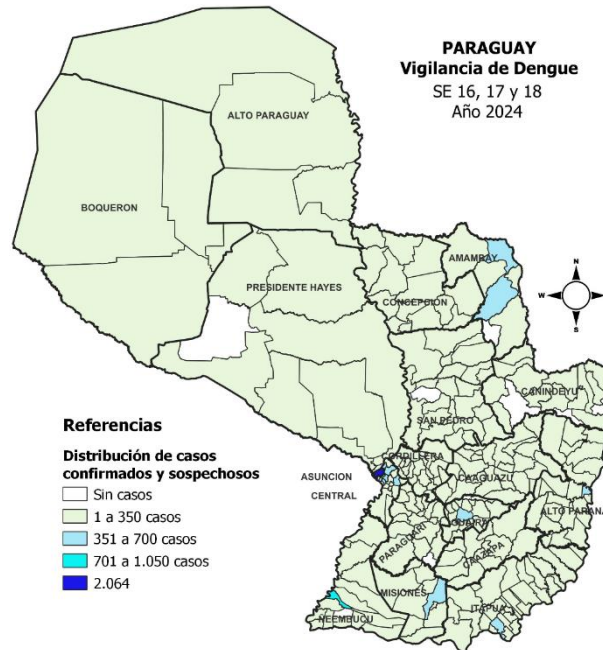 PARAGUAY
Vigilancia de Dengue
SE 16, 17 y 18
Año 2024
ALTO PARAGUAY
BOQUERON
AMAMBAY
PRESIDENTE HAYES
CONCEPCION
N
W
E
S
CANINDEYU
SAN PEDRO
Referencias
Distribución de casos
confirmados y sospechosos
Sin casos
1 a 350 casos
351 a 700 casos
701 a 1.050 casos
2.064
CORDILLERA
ASUNCION
CAAGUAZU
CENTRAL
ALTO PARANA
GUAIRA
PARAGUARI
CAAZAPA
MISIONES
ITAPUA
ÑEEMBUCU